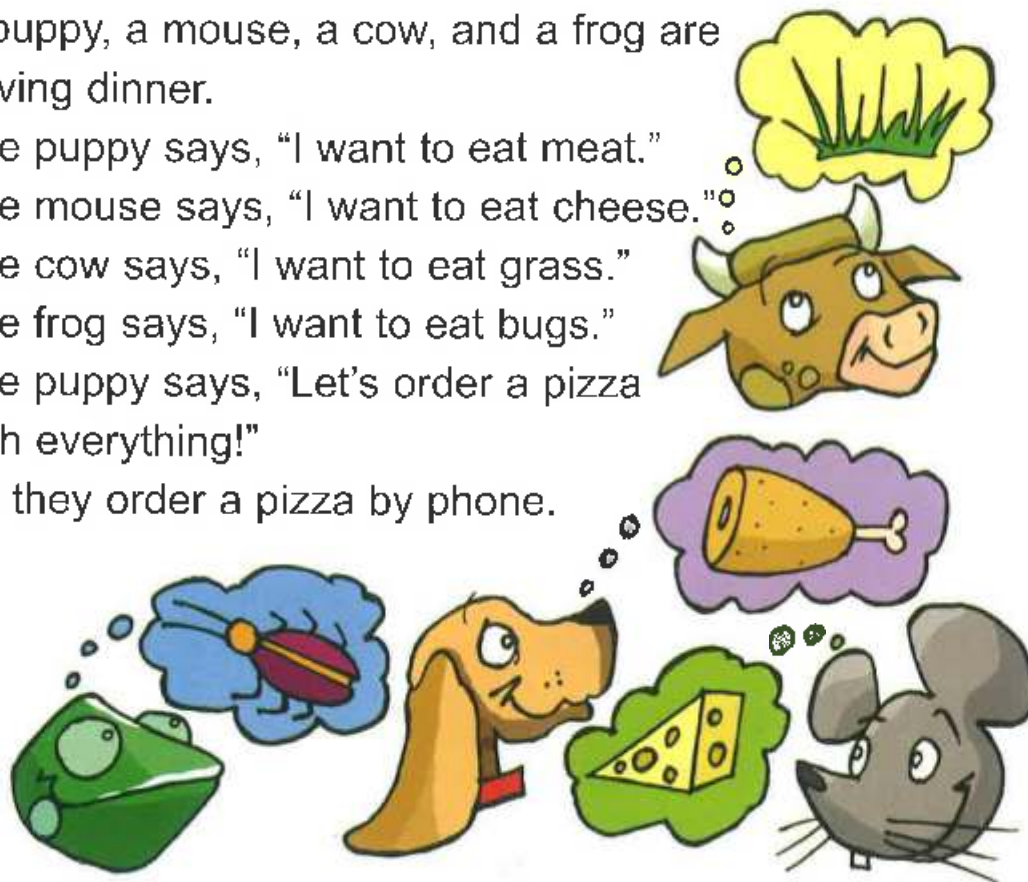 puppy, a mouse, a cow, and a frog are
ving dinner.
e puppy says, “I want to eat meat.”
e mouse says, “I want to eat cheese.”
e cow says, “I want to eat grass.”
e frog says, “I want to eat bugs.”
e puppy says, “Let’s order a pizza
h everything!”
they order a pizza by phone.